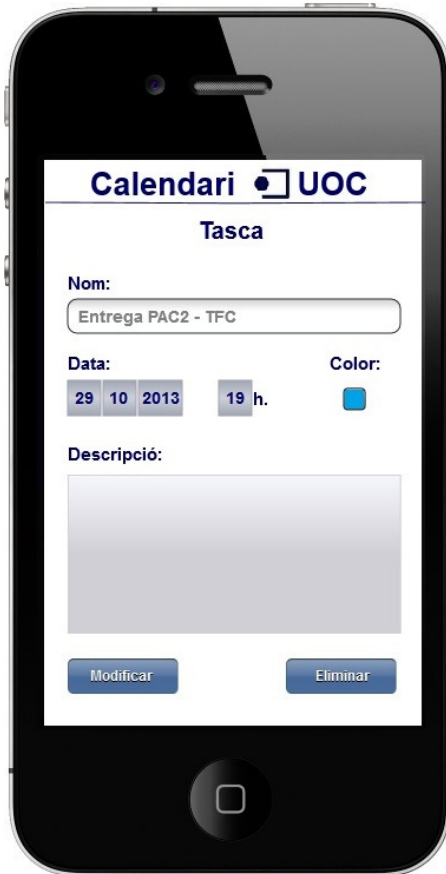 Calendari UOC
Tasca
Nom:
Entrega PAC2 - TFC
Data: Color:
29 10 2013 19 h.
Descripció:
Modificar Eliminar